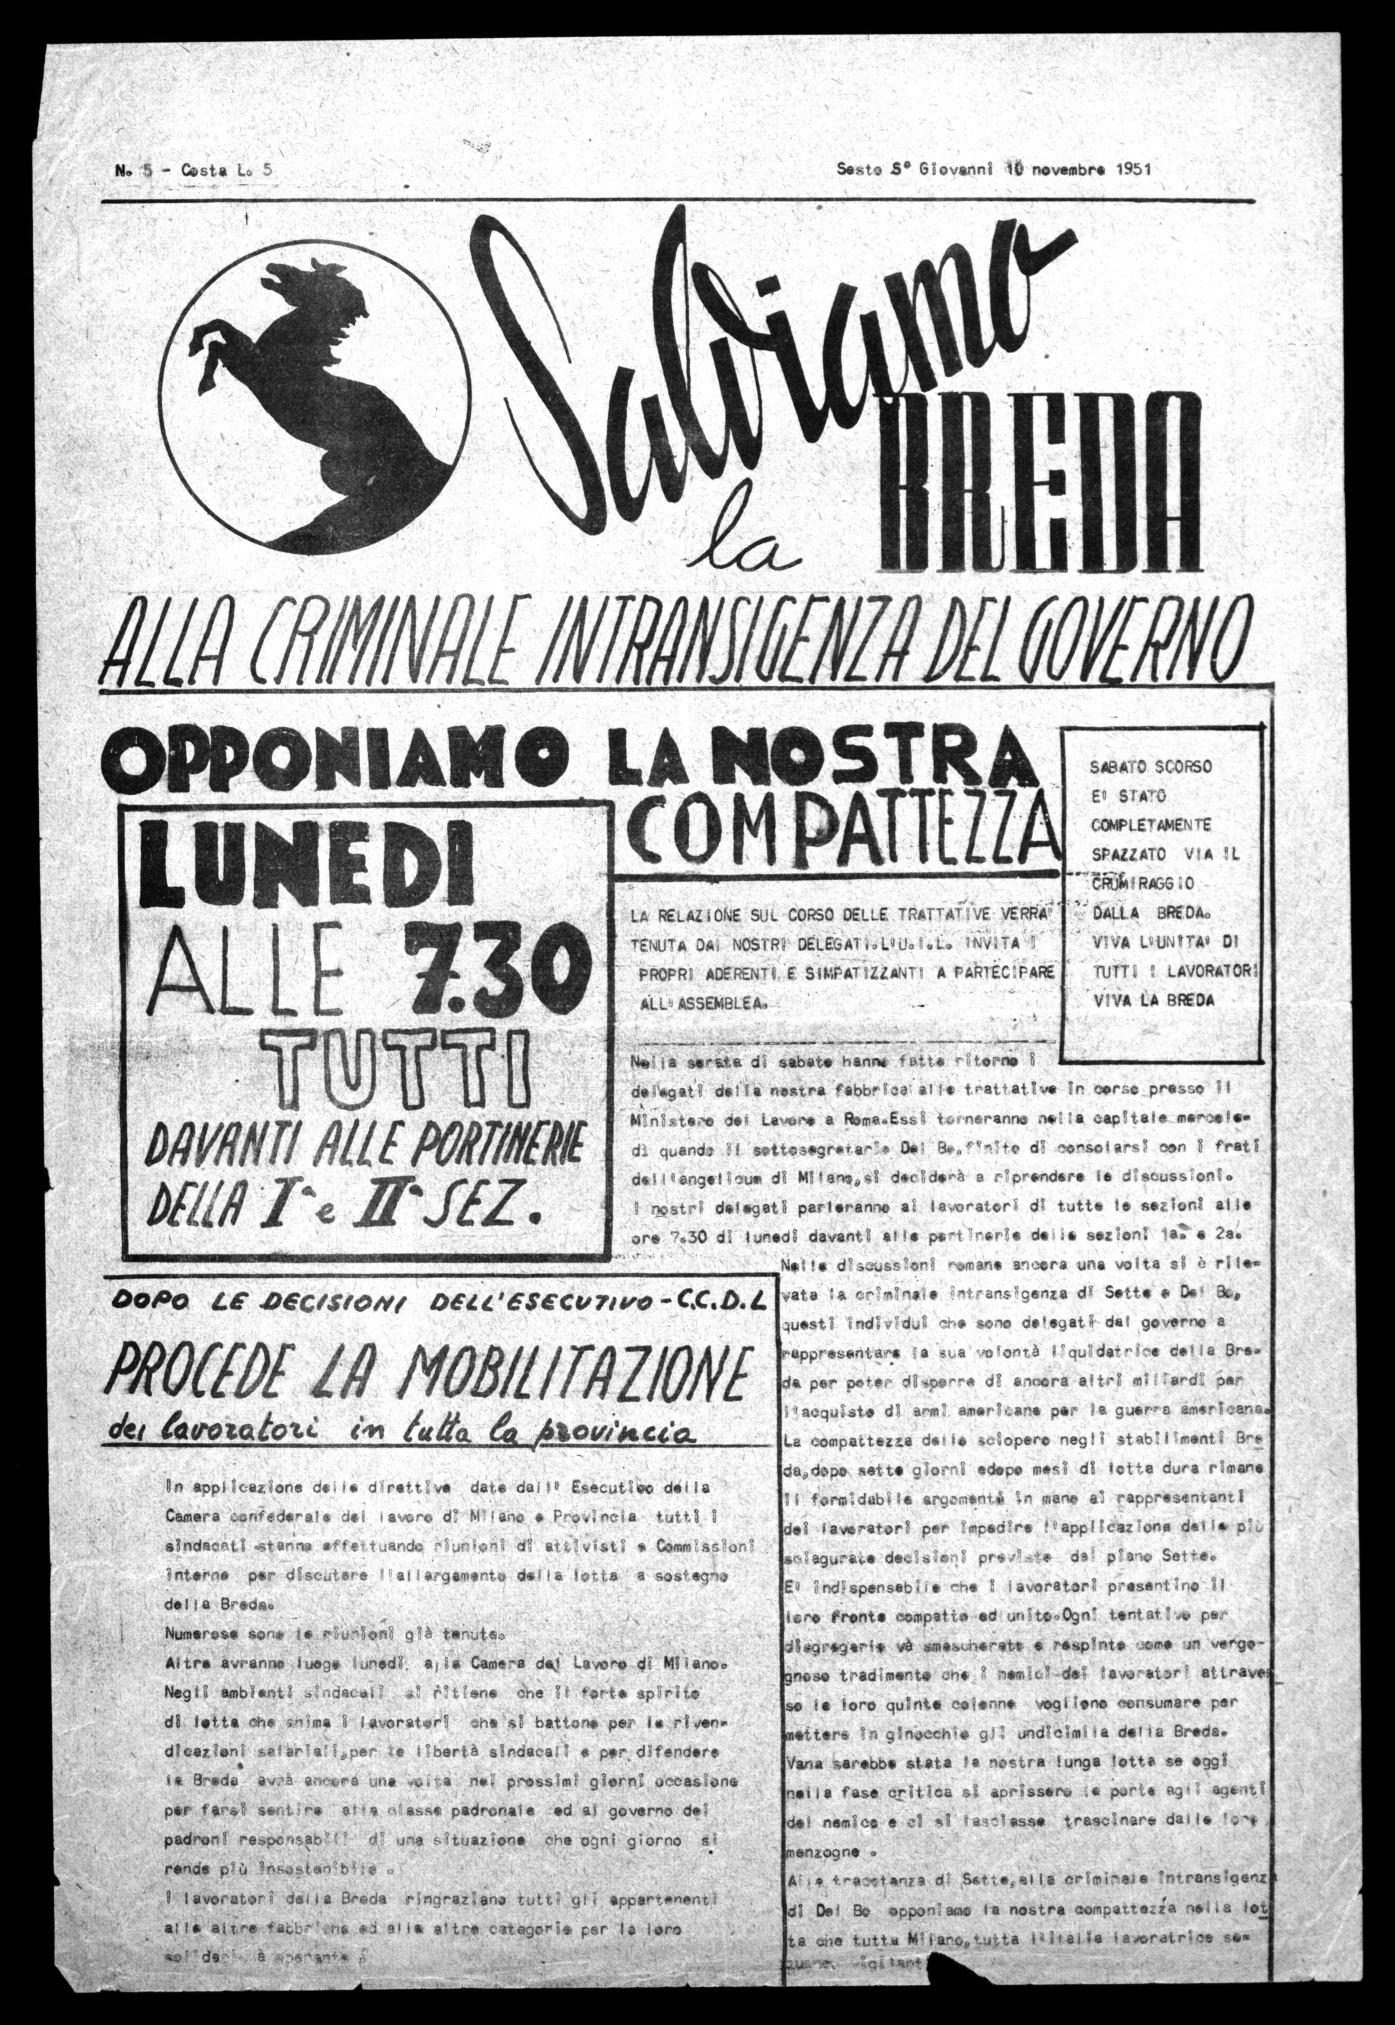 N. 5 - Costa L. 5
Sesto S° Giovanni 10 novembre 1951
Salviamo
la BREDA
ALLA CRIMINALE INTRANSIGENZA DEL GOVERNO
OPPONIAMO LA NOSTRA
COMPATTEZZA
LUNEDI
ALLE 7.30
TUTTI
DAVANTI ALLE PORTINERIE
DELLA Iª e IIª SEZ.
SABATO SCORSO
E' STATO
COMPLETAMENTE
SPAZZATO VIA IL
CRUMIRAGGIO
DALLA BREDA.
VIVA L'UNITA' DI
TUTTI I LAVORATORI
VIVA LA BREDA
LA RELAZIONE SUL CORSO DELLE TRATTATIVE VERRA'
TENUTA DAI NOSTRI DELEGATI.L'U.I.L. INVITA I
PROPRI ADERENTI E SIMPATIZZANTI A PARTECIPARE
ALL'ASSEMBLEA.
Nella serata di sabato hanno fatto ritorno i
delegati della nostra fabbrica alle trattative in corso presso il
Ministero del Lavoro a Roma.Essi torneranno nella capitale mercole-
dì quando il sottosegretario Del Bo,finito di consolarsi con i frati
dell'angelicum di Milano,si deciderà a riprendere le discussioni.
I nostri delegati parleranno ai lavoratori di tutte le sezioni alle
ore 7.30 di lunedì davanti alle portinerie delle sezioni 1a. e 2a.
Nelle discussioni romane ancora una volta si è rile-
vata la criminale intransigenza di Sette e Del Bo,
questi individui che sono delegati dal governo a
rappresentare la sua volontà liquidatrice della Bre-
da per poter disporre di ancora altri miliardi per
l'acquisto di armi americane per la guerra americana.
La compattezza dello sciopero negli stabilimenti Bre
da,dopo sette giorni edopo mesi di lotta dura rimane
il formidabile argomento in mano ai rappresentanti
dei lavoratori per impedire l'applicazione delle più
sciagurate decisioni previste dal piano Sette.
E' indispensabile che i lavoratori presentino il
loro fronte compatto ed unito.Ogni tentativo per
disgregarlo và smascherato e respinto come un vergo-
gnoso tradimento che i nemici dei lavoratori attraver
so le loro quinte colonne vogliono consumare per
mettere in ginocchio gli undicimila della Breda.
Vana sarebbe stata la nostra lunga lotta se oggi
nella fase critica si aprissero le porte agli agenti
del nemico e ci si lasciasse trascinare dalle loro
menzogne .
Alla tracotanza di Sette,alla criminale intransigenz
di Del Bo opponiamo la nostra compattezza nella lot
ta che tutta Milano,tutta l'Italia lavoratrice se-
DOPO LE DECISIONI DELL'ESECUTIVO - C.C.D.L
PROCEDE LA MOBILITAZIONE
dei lavoratori in tutta la provincia
In applicazione delle direttive date dall' Esecutivo della
Camera confederale del lavoro di Milano e Provincia tutti i
sindacati stanno effettuando riunioni di attivisti e Commissioni
interne per discutere l'allargamento della lotta a sostegno
della Breda.
Numerose sono le riunioni già tenute.
Altre avranno luogo lunedì alla Camera del Lavoro di Milano.
Negli ambienti sindacali si ritiene che il forte spirito
di lotta che anima i lavoratori che si battono per le riven-
dicazioni salariali,per le libertà sindacali e per difendere
la Breda avrà ancora una volta nei prossimi giorni occasione
per farsi sentire alla classe padronale ed al governo dei
padroni responsabili di una situazione che ogni giorno si
rende più insostenibile .
I lavoratori della Breda ringraziano tutti gli appartenenti
alle altre fabbriche ed alle altre categorie per la loro